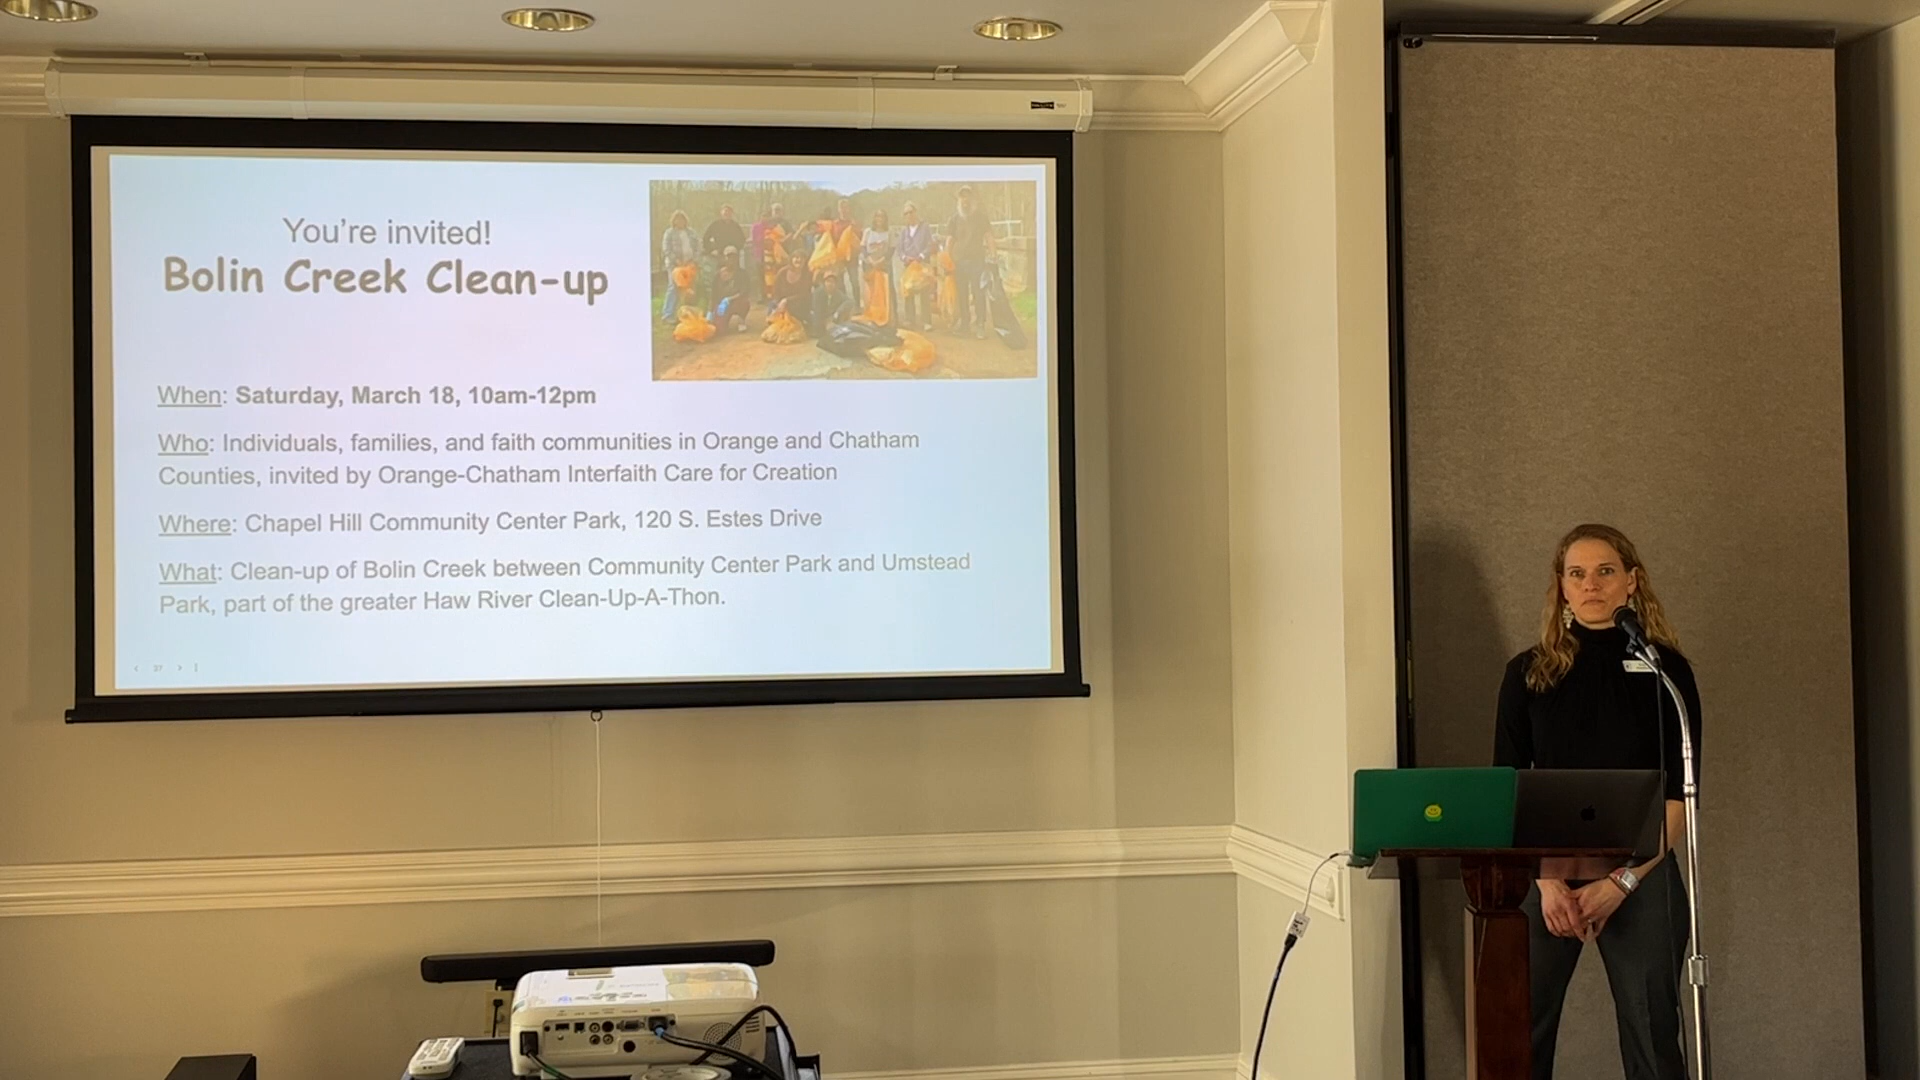 You're invited!
Bolin Creek Clean-up
When: Saturday, March 18, 10am-12pm
Who: Individuals, families, and faith communities in Orange and Chatham
Counties, invited by Orange-Chatham Interfaith Care for Creation
Where: Chapel Hill Community Center Park, 120 S. Estes Drive
What: Clean-up of Bolin Creek between Community Center Park and Umstead
Park, part of the greater Haw River Clean-Up-A-Thon.
37